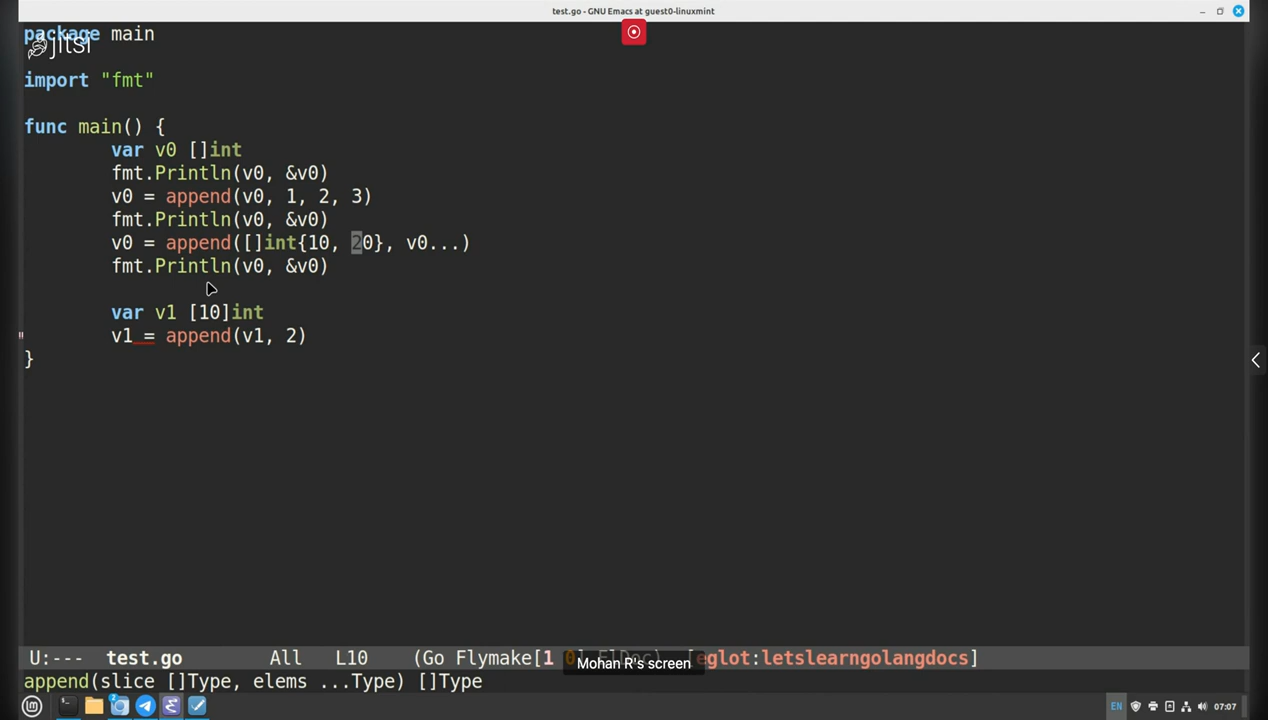 test.go - GNU Emacs at guest0-linuxmint
package main
jitsi
import "fmt"
func main() {
var v0 []int
fmt.Println(v0, &v0)
v0 = append(v0, 1, 2, 3)
fmt.Println(v0, &v0)
v0 = append([]int{10, 20}, v0...)
fmt.Println(v0, &v0)
var v1 [10]int
v1 = append(v1, 2)
}
U:--- test.go All L10 (Go Flymake[1 0] ElDoc) [eglot:letslearngolangdocs]
Mohan R's screen
append(slice []Type, elems ...Type) []Type
EN 07:07